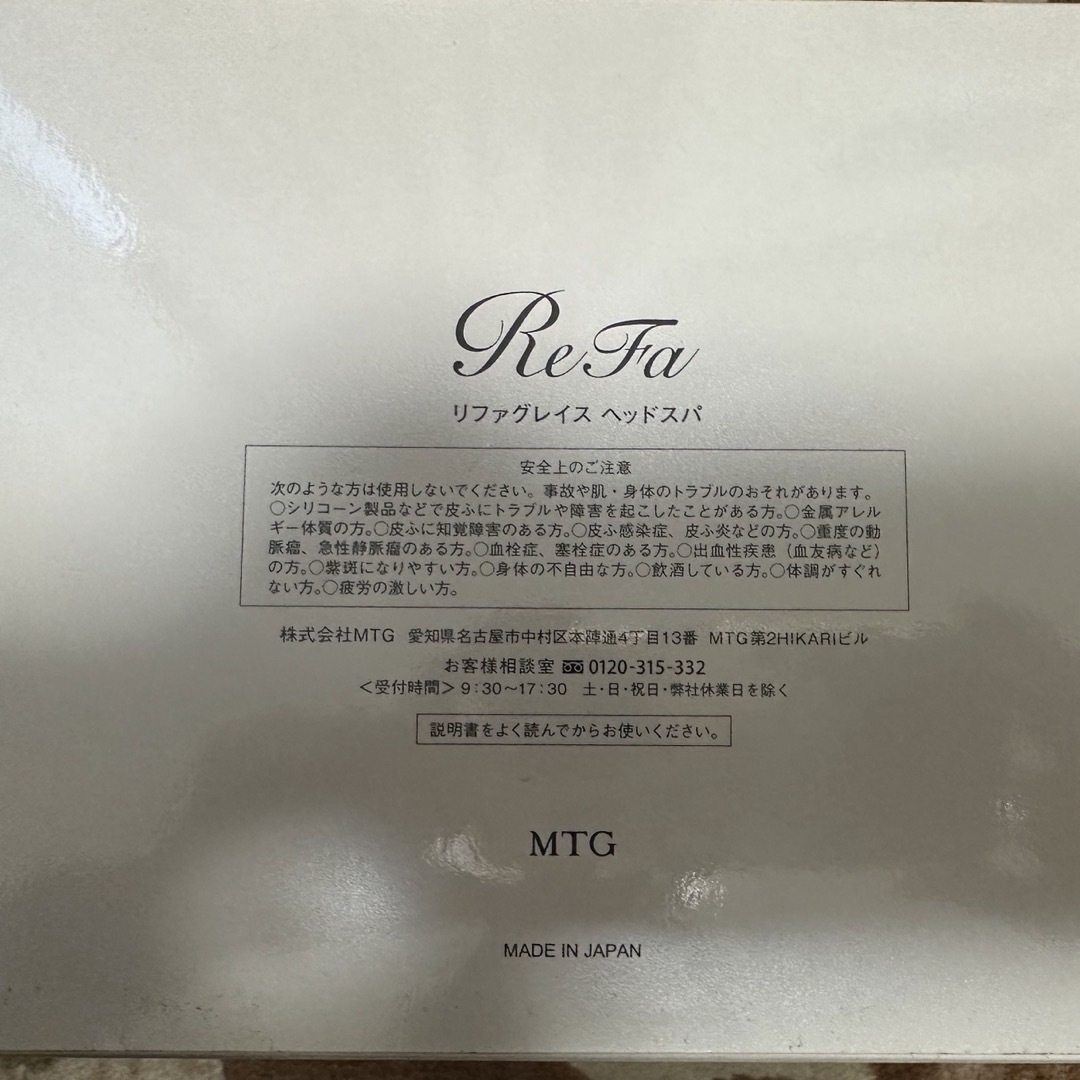 ReFa
リファグレイス ヘッドスパ
安全上のご注意
次のような方は使用しないでください。事故や肌・身体のトラブルのおそれがあります。
○シリコーン製品などで皮ふにトラブルや障害を起こしたことがある方。○金属アレル
ギー体質の方。○皮ふに知覚障害のある方。○皮ふ感染症、皮ふ炎などの方。○重度の動
脈瘤、急性静脈瘤のある方。○血栓症、塞栓症のある方。○出血性疾患（血友病など）
の方。○紫斑になりやすい方。○身体の不自由な方。○飲酒している方。○体調がすぐれ
ない方。○疲労の激しい方。
株式会社MTG 愛知県名古屋市中村区本陣通4丁目13番 MTG第2HIKARIビル
お客様相談室 0120-315-332
＜受付時間＞9:30～17:30 土・日・祝日・弊社休業日を除く
説明書をよく読んでからお使いください。
MTG
MADE IN JAPAN